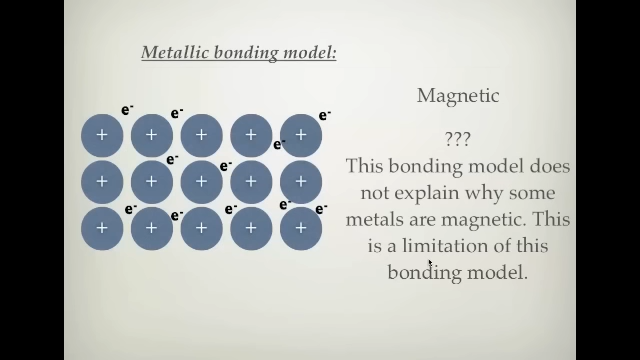 Metallic bonding model:
Magnetic
???
This bonding model does
not explain why some
metals are magnetic. This
is a limitation of this
bonding model.
e- e- e-
+ + + + +
e-
e- e-
+ + + + +
e- e- e- e- e-
+ + + + +